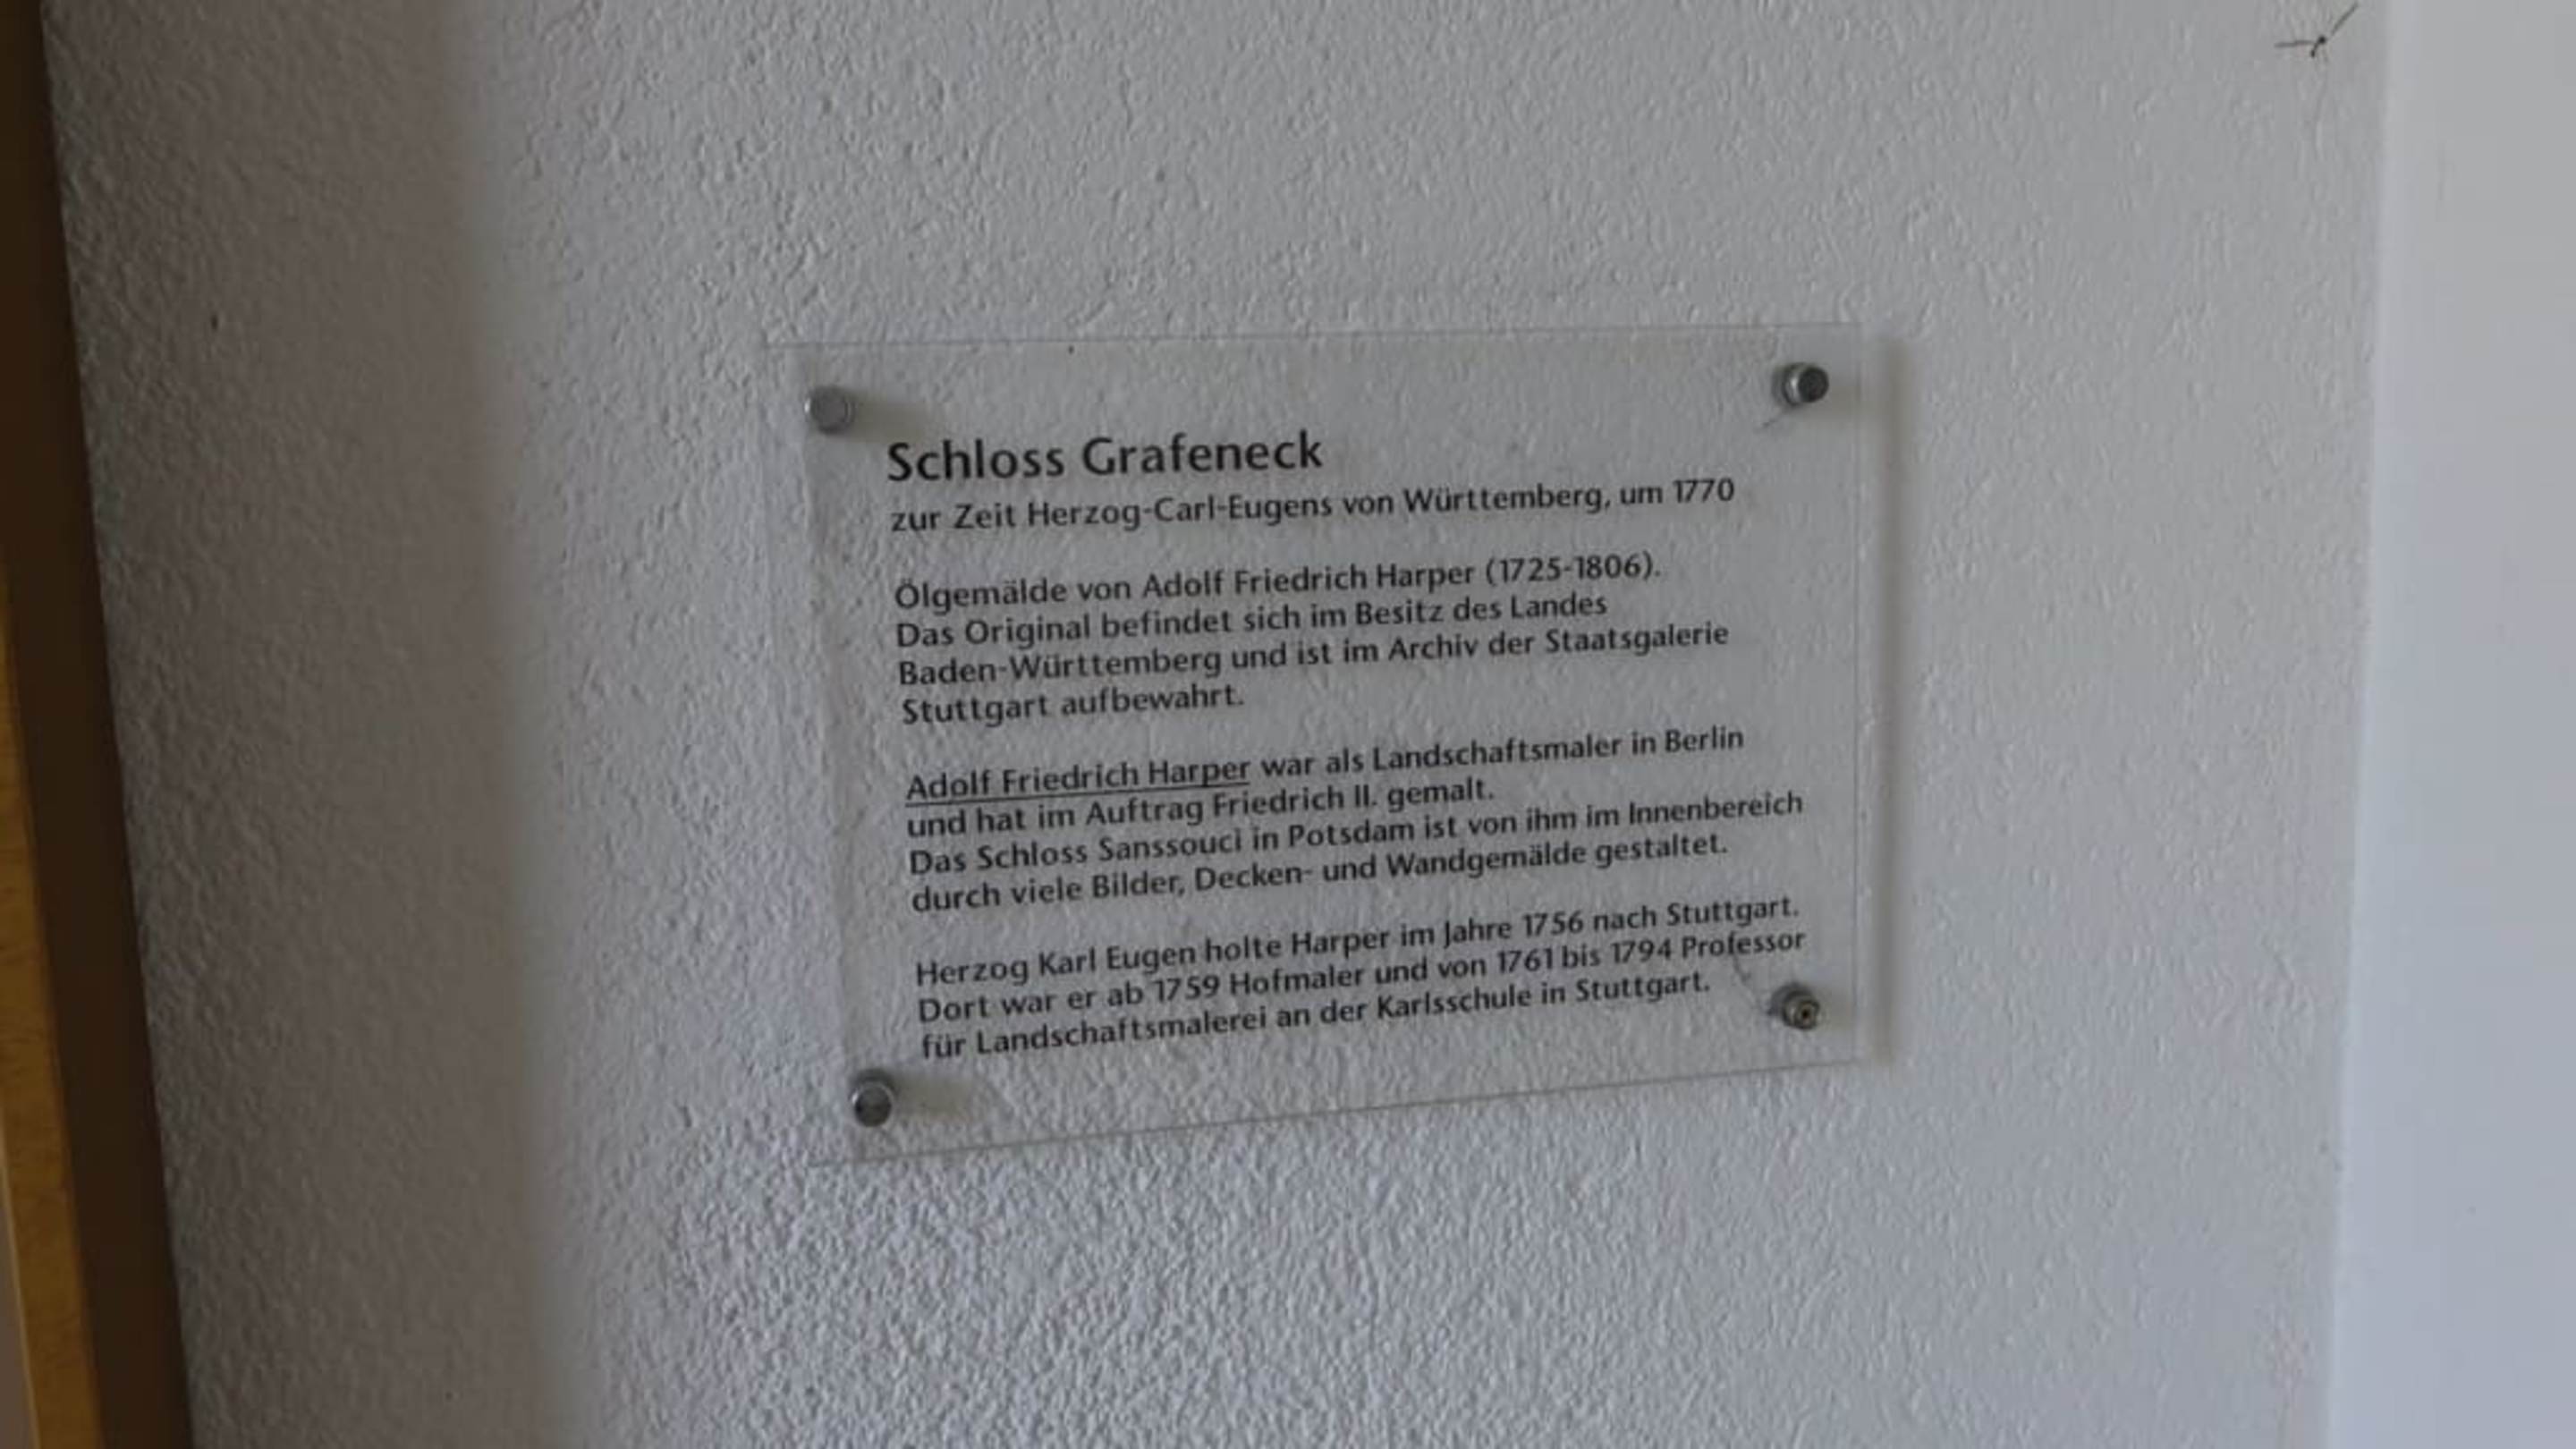 Schloss Grafeneck
zur Zeit Herzog-Carl-Eugens von Württemberg, um 1770
Ölgemälde von Adolf Friedrich Harper (1725-1806).
Das Original befindet sich im Besitz des Landes
Baden-Württemberg und ist im Archiv der Staatsgalerie
Stuttgart aufbewahrt.
Adolf Friedrich Harper war als Landschaftsmaler in Berlin
und hat im Auftrag Friedrich II. gemalt.
Das Schloss Sanssouci in Potsdam ist von ihm im Innenbereich
durch viele Bilder, Decken- und Wandgemälde gestaltet.
Herzog Karl Eugen holte Harper im Jahre 1756 nach Stuttgart.
Dort war er ab 1759 Hofmaler und von 1761 bis 1794 Professor
für Landschaftsmalerei an der Karlsschule in Stuttgart.